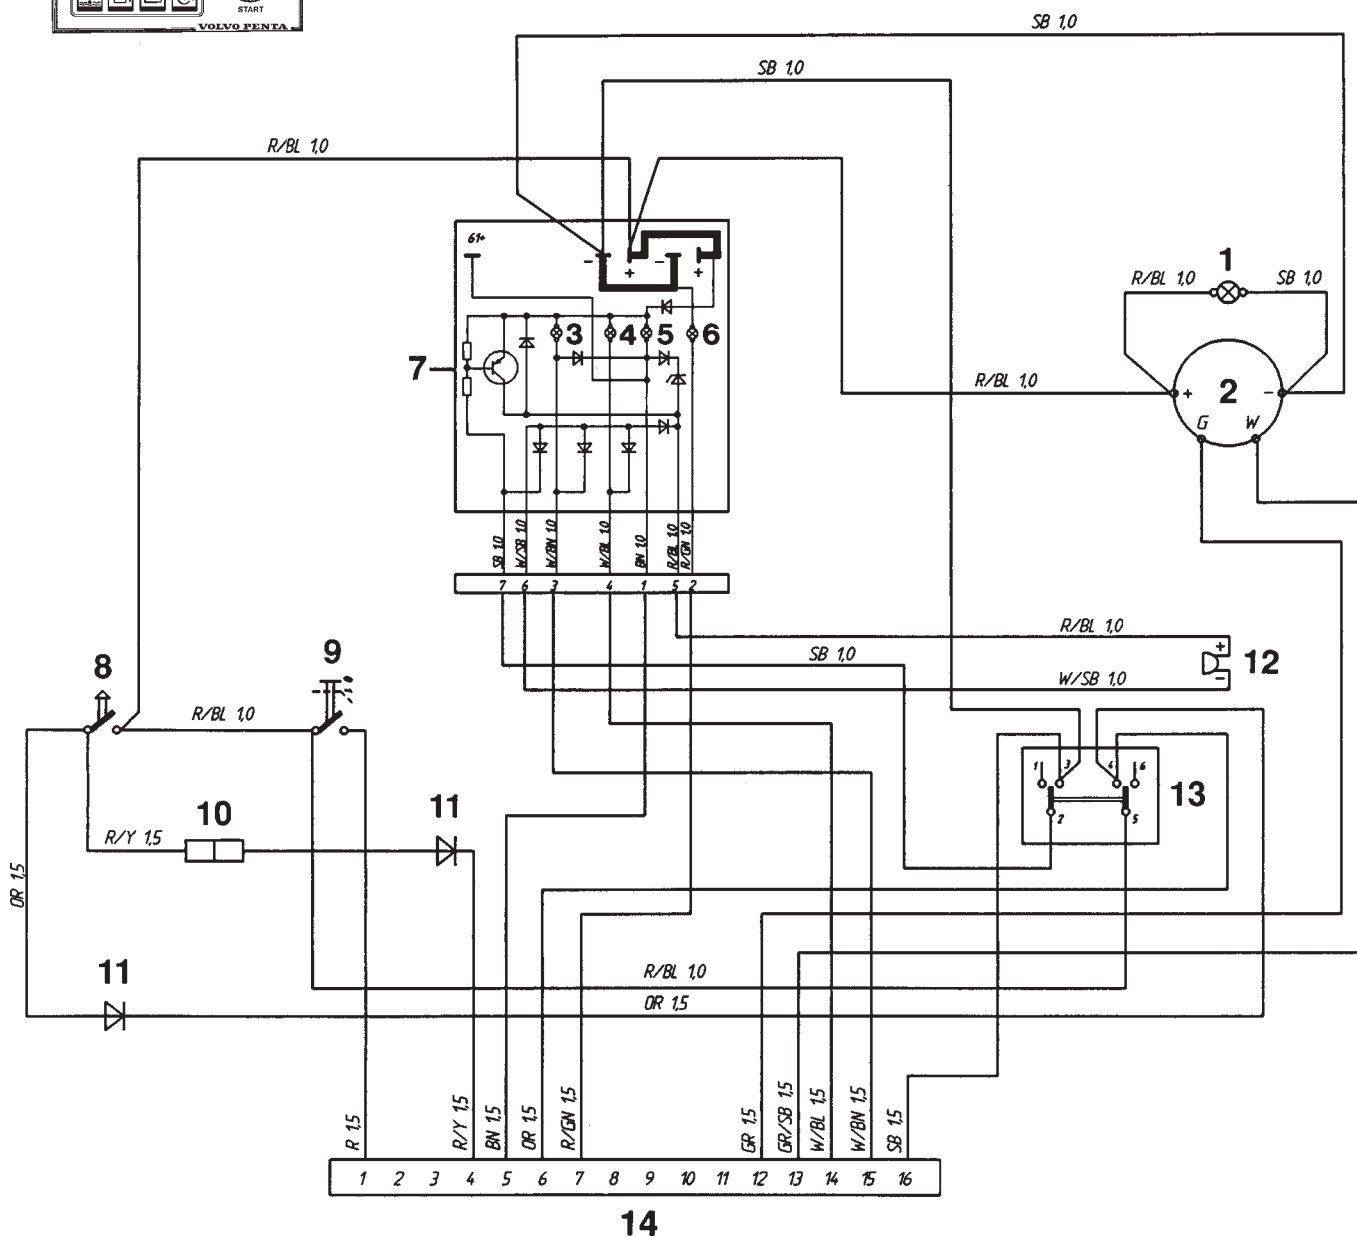 START
VOLVO PENTA
SB 1,0
SB 1,0
R/BL 1,0
61+
-
+
-
+
1
R/BL 1,0
SB 1,0
3
4
5
6
7
R/BL 1,0
+
2
-
G
W
SB 1,0
W/SB 1,0
W/BN 1,0
W/BL 1,0
BN 1,0
R/BL 1,0
R/GN 1,0
7
6
3
4
1
5
2
R/BL 1,0
+
12
-
SB 1,0
W/SB 1,0
8
9
R/BL 1,0
1
3
4
6
13
2
5
10
11
R/Y 1,5
OR 1,5
11
R/BL 1,0
OR 1,5
R 1,5
R/Y 1,5
BN 1,5
OR 1,5
R/GN 1,5
GR 1,5
GR/SB 1,5
W/BL 1,5
W/BN 1,5
SB 1,5
1 2 3 4 5 6 7 8 9 10 11 12 13 14 15 16
14